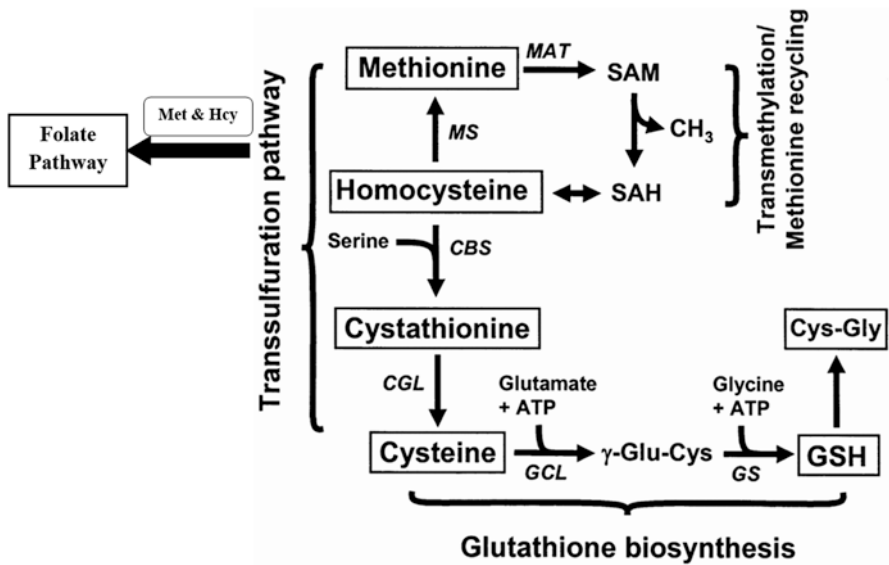 Folate
Pathway
Met & Hcy
Transsulfuration pathway
Methionine
MAT
SAM
CH₃
Transmethylation/
Methionine recycling
MS
Homocysteine
SAH
Serine
CBS
Cystathionine
Cys-Gly
CGL
Glutamate
+ ATP
Glycine
+ ATP
Cysteine
GCL
γ-Glu-Cys
GS
GSH
Glutathione biosynthesis